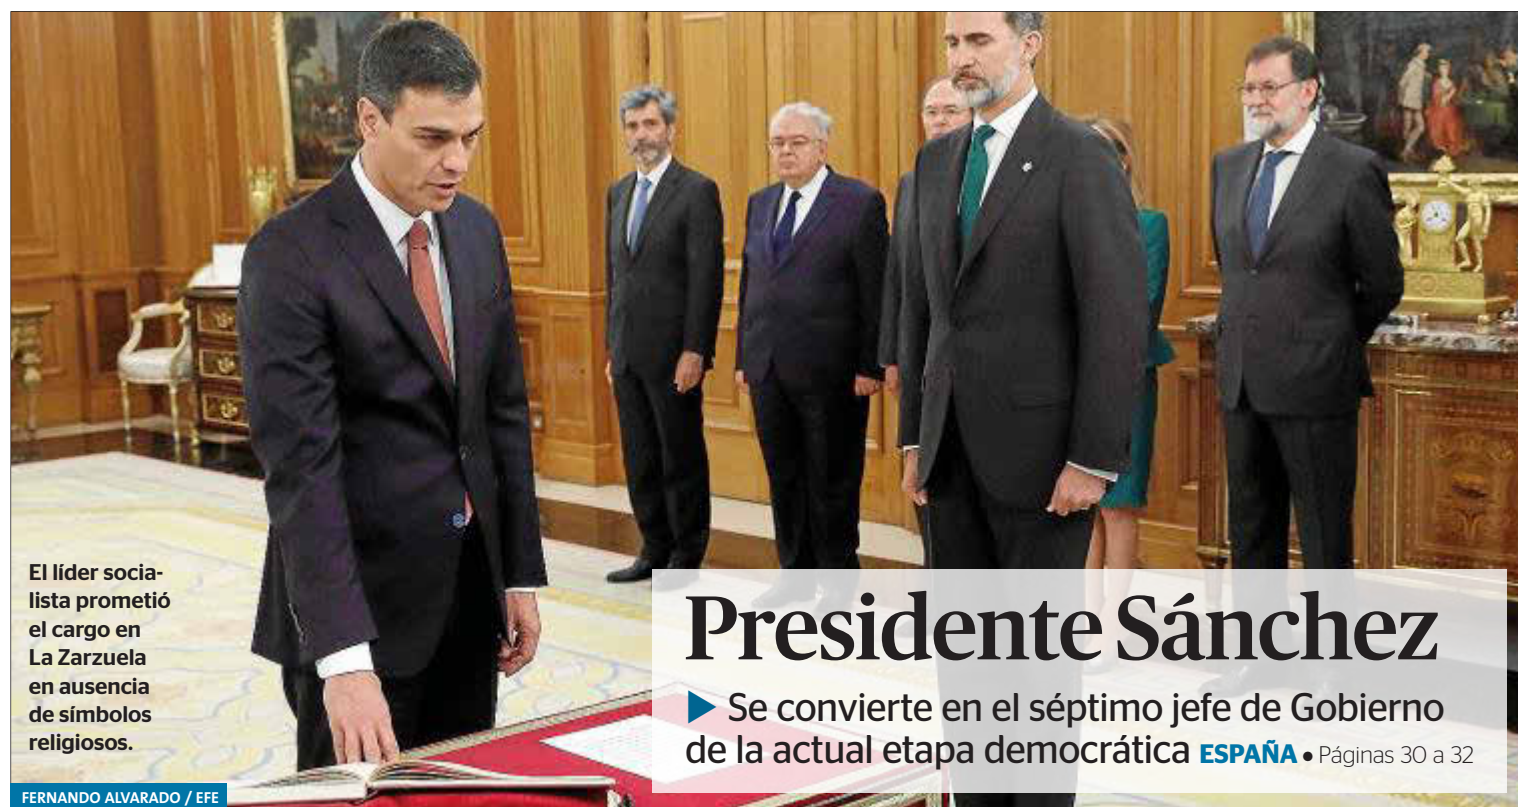 El líder socia-
lista prometió
el cargo en
La Zarzuela
en ausencia
de símbolos
religiosos.
FERNANDO ALVARADO / EFE
Presidente Sánchez
▶ Se convierte en el séptimo jefe de Gobierno
de la actual etapa democrática ESPAÑA • Páginas 30 a 32